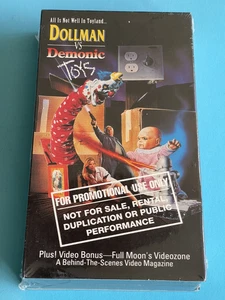 All Is Not Well In Toyland...
DOLLMAN
VS
Demonic
TOYS
FOR PROMOTIONAL USE ONLY
NOT FOR SALE, RENTAL,
DUPLICATION OR PUBLIC
PERFORMANCE
Plus! Video Bonus—Full Moon's Videozone
A Behind-The-Scenes Video Magazine